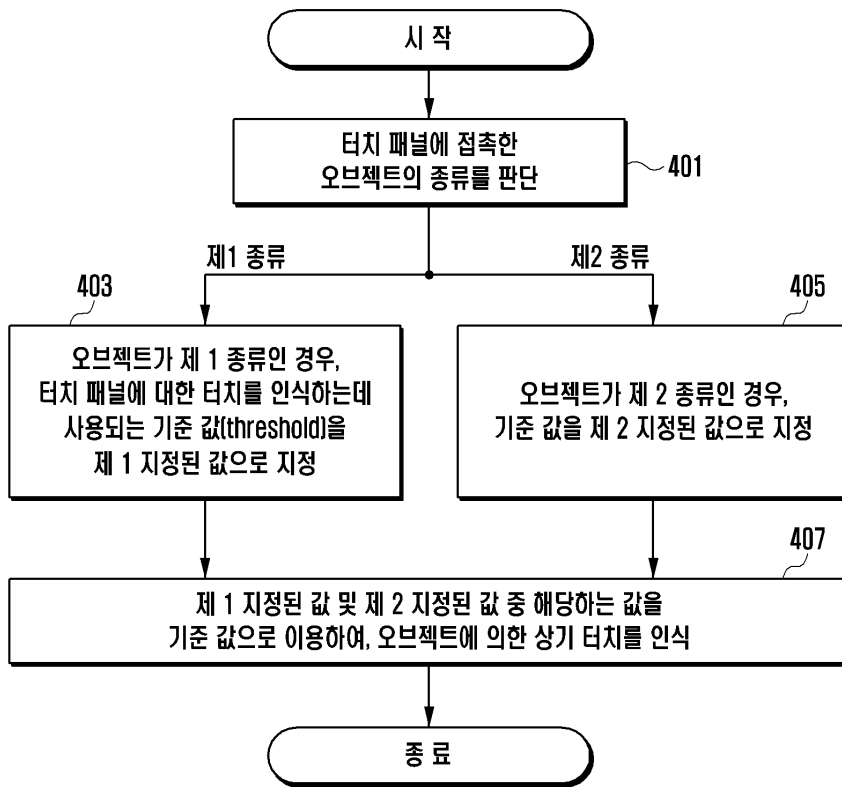 시 작
터치 패널에 접촉한
오브젝트의 종류를 판단
401
제1 종류
제2 종류
403
오브젝트가 제 1 종류인 경우,
터치 패널에 대한 터치를 인식하는데
사용되는 기준 값(threshold)을
제 1 지정된 값으로 지정
405
오브젝트가 제 2 종류인 경우,
기준 값을 제 2 지정된 값으로 지정
407
제 1 지정된 값 및 제 2 지정된 값 중 해당하는 값을
기준 값으로 이용하여, 오브젝트에 의한 상기 터치를 인식
종 료